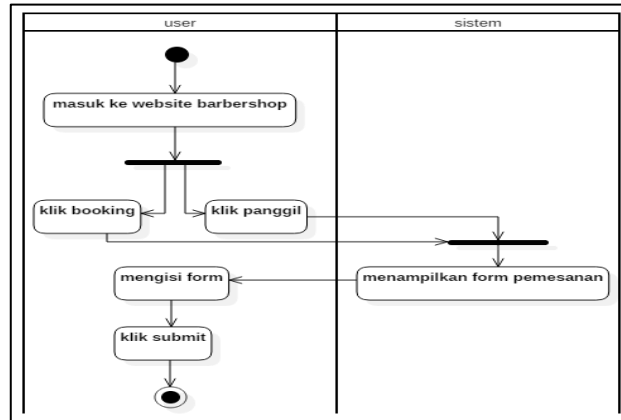 user
sistem
masuk ke website barbershop
klik booking
klik panggil
mengisi form
menampilkan form pemesanan
klik submit